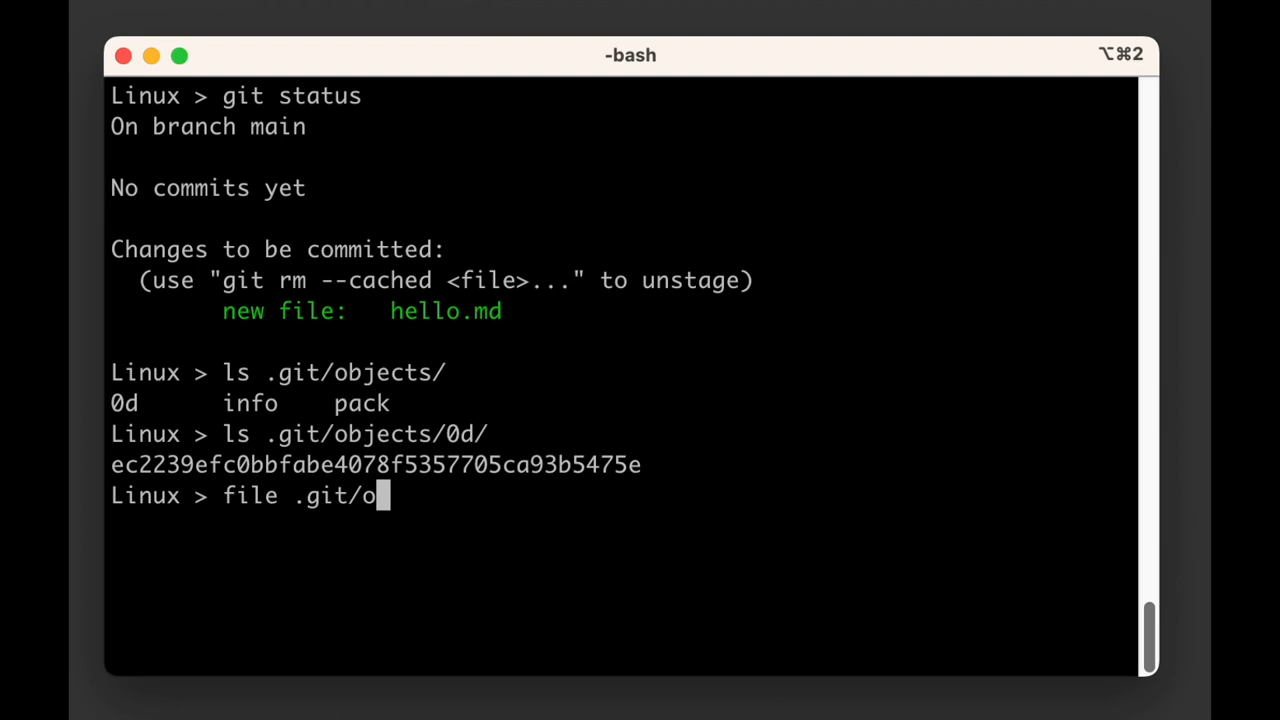 -bash
⌥⌘2
Linux > git status
On branch main
No commits yet
Changes to be committed:
(use "git rm --cached <file>..." to unstage)
new file: hello.md
Linux > ls .git/objects/
0d info pack
Linux > ls .git/objects/0d/
ec2239efc0bbfabe4078f5357705ca93b5475e
Linux > file .git/o